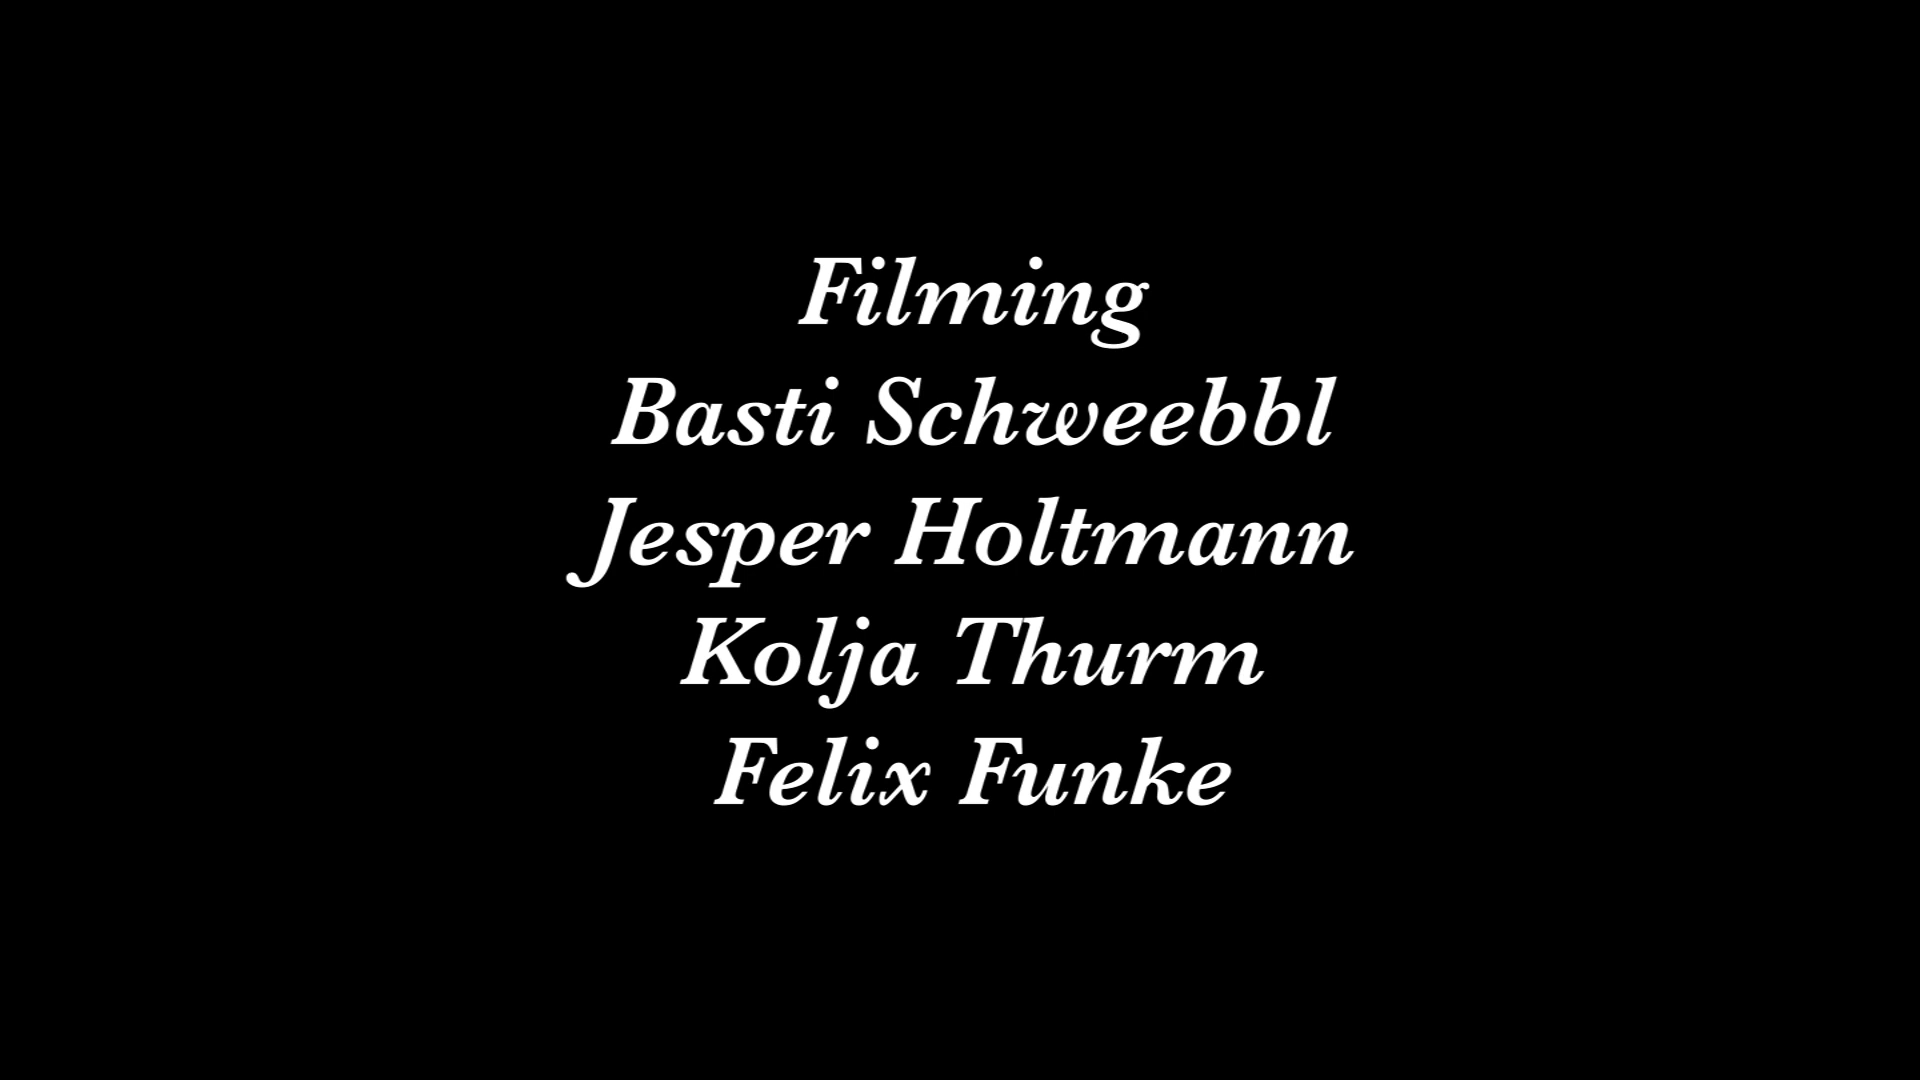 Filming
Basti Schweebbl
Jesper Holtmann
Kolja Thurm
Felix Funke